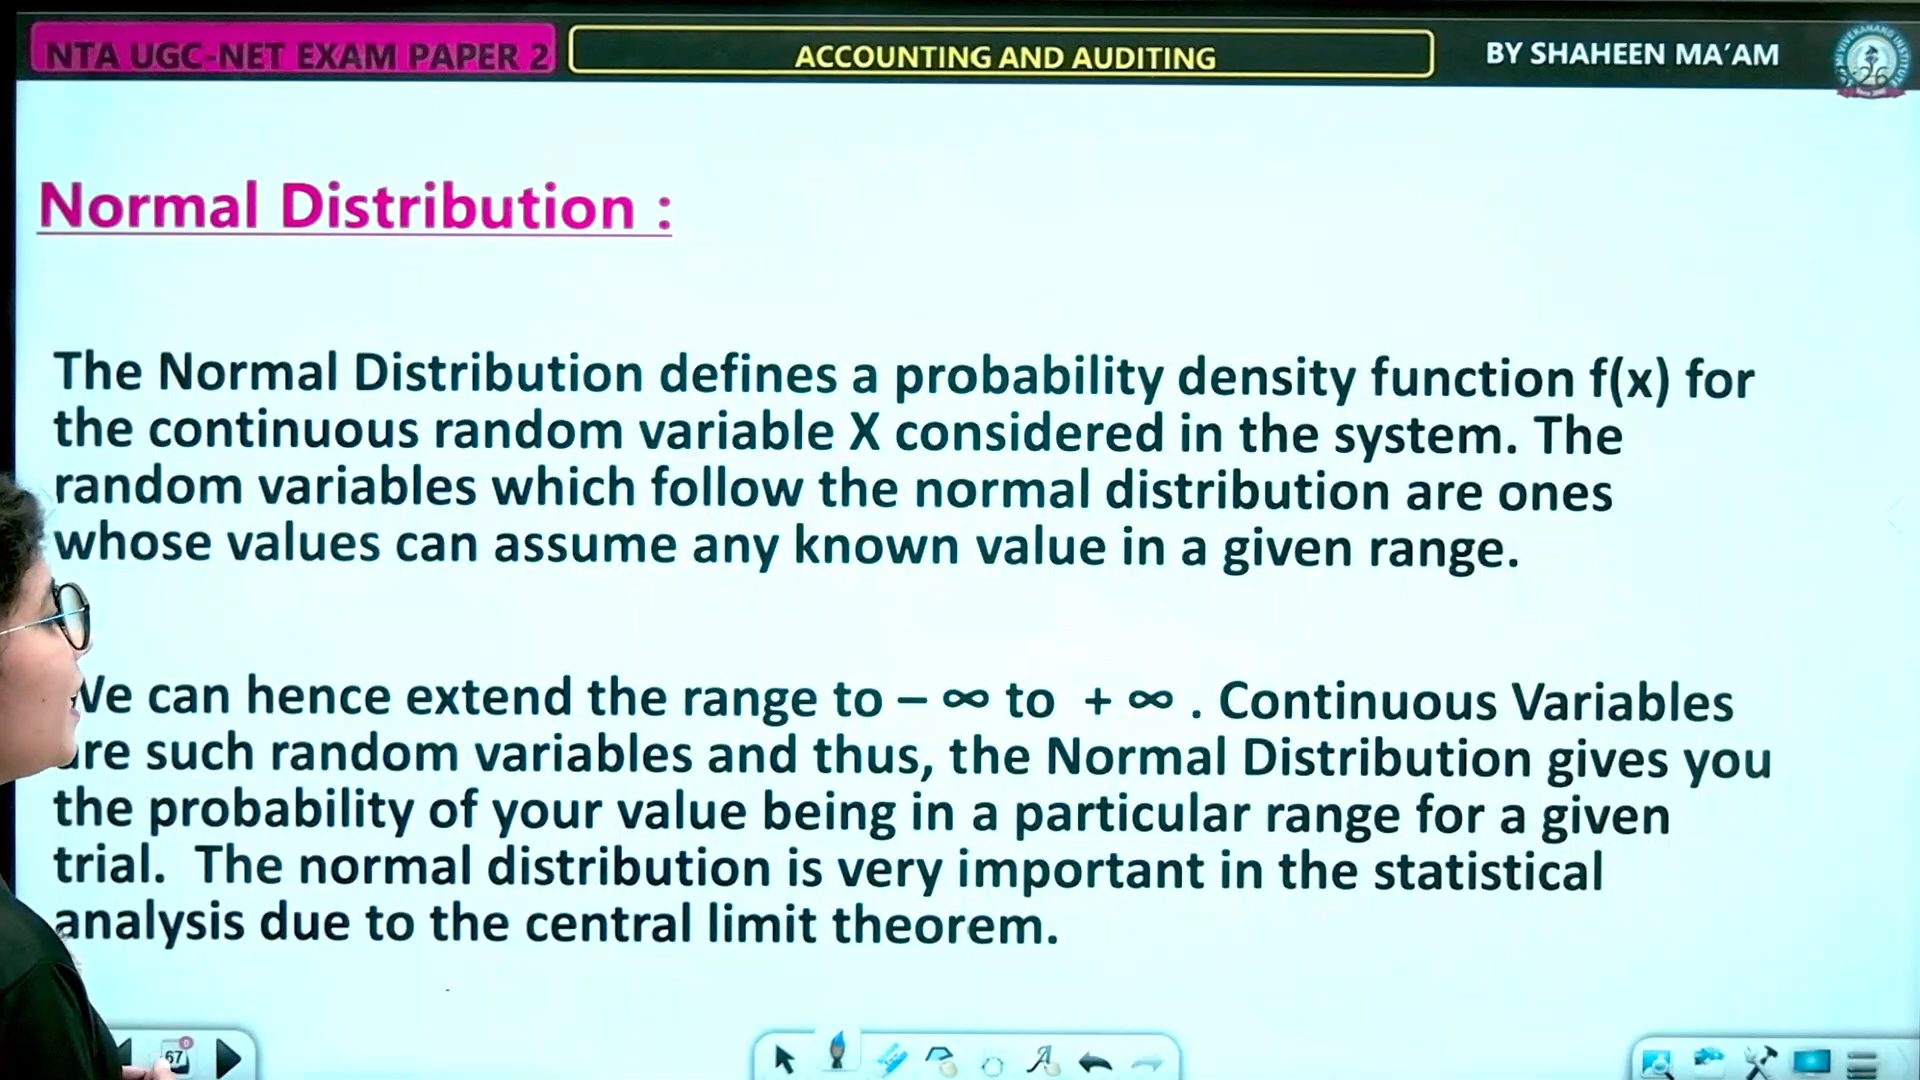 NTA UGC-NET EXAM PAPER 2
ACCOUNTING AND AUDITING
BY SHAHEEN MA'AM
Normal Distribution :
The Normal Distribution defines a probability density function f(x) for
the continuous random variable X considered in the system. The
random variables which follow the normal distribution are ones
whose values can assume any known value in a given range.
We can hence extend the range to – ∞ to + ∞ . Continuous Variables
are such random variables and thus, the Normal Distribution gives you
the probability of your value being in a particular range for a given
trial. The normal distribution is very important in the statistical
analysis due to the central limit theorem.
67